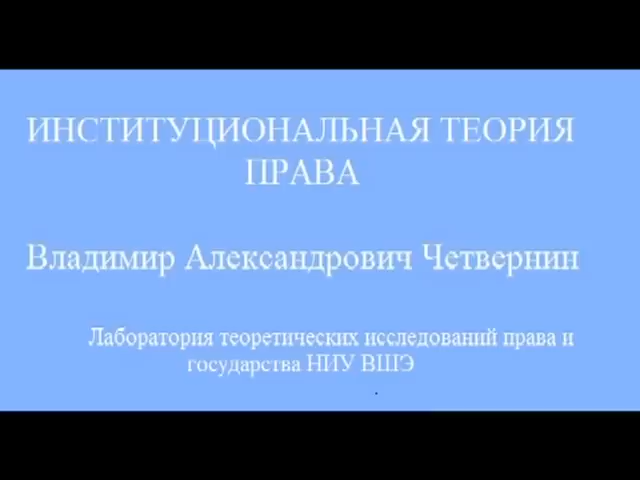 ИНСТИТУЦИОНАЛЬНАЯ ТЕОРИЯ
ПРАВА
Владимир Александрович Четвернин
Лаборатория теоретических исследований права и
государства НИУ ВШЭ
.